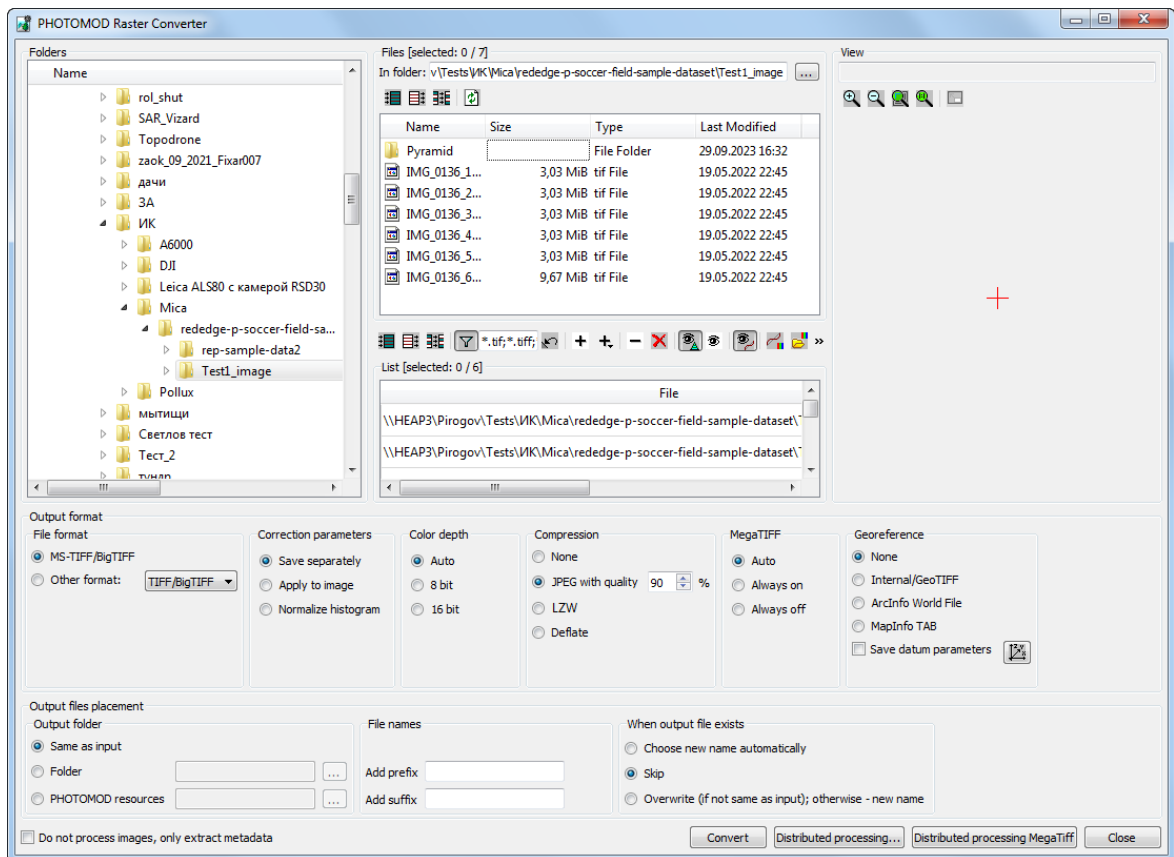 PHOTOMOD Raster Converter
Folders
Name
rol_shut
SAR_Vizard
Topodrone
zaok_09_2021_Fixar007
дачи
ЗА
ИК
A6000
DJI
Leica ALS80 с камерой RSD30
Mica
rededge-p-soccer-field-sa...
rep-sample-data2
Test1_image
Pollux
мытищи
Светлов тест
Тест_2
тундр
Files [selected: 0 / 7]
In folder: v\Tests\ИК\Mica\rededge-p-soccer-field-sample-dataset\Test1_image ...
Name Size Type Last Modified
Pyramid File Folder 29.09.2023 16:32
IMG_0136_1... 3,03 MiB tif File 19.05.2022 22:45
IMG_0136_2... 3,03 MiB tif File 19.05.2022 22:45
IMG_0136_3... 3,03 MiB tif File 19.05.2022 22:45
IMG_0136_4... 3,03 MiB tif File 19.05.2022 22:45
IMG_0136_5... 3,03 MiB tif File 19.05.2022 22:45
IMG_0136_6... 9,67 MiB tif File 19.05.2022 22:45
*.tif;*.tiff;
List [selected: 0 / 6]
File
\\HEAP3\Pirogov\Tests\ИК\Mica\rededge-p-soccer-field-sample-dataset\
\\HEAP3\Pirogov\Tests\ИК\Mica\rededge-p-soccer-field-sample-dataset\
View
Output format
File format
MS-TIFF/BigTIFF
Other format: TIFF/BigTIFF
Correction parameters
Save separately
Apply to image
Normalize histogram
Color depth
Auto
8 bit
16 bit
Compression
None
JPEG with quality 90 %
LZW
Deflate
MegaTIFF
Auto
Always on
Always off
Georeference
None
Internal/GeoTIFF
ArcInfo World File
MapInfo TAB
Save datum parameters
Output files placement
Output folder
Same as input
Folder ...
PHOTOMOD resources ...
File names
Add prefix
Add suffix
When output file exists
Choose new name automatically
Skip
Overwrite (if not same as input); otherwise - new name
Do not process images, only extract metadata
Convert Distributed processing... Distributed processing MegaTiff Close